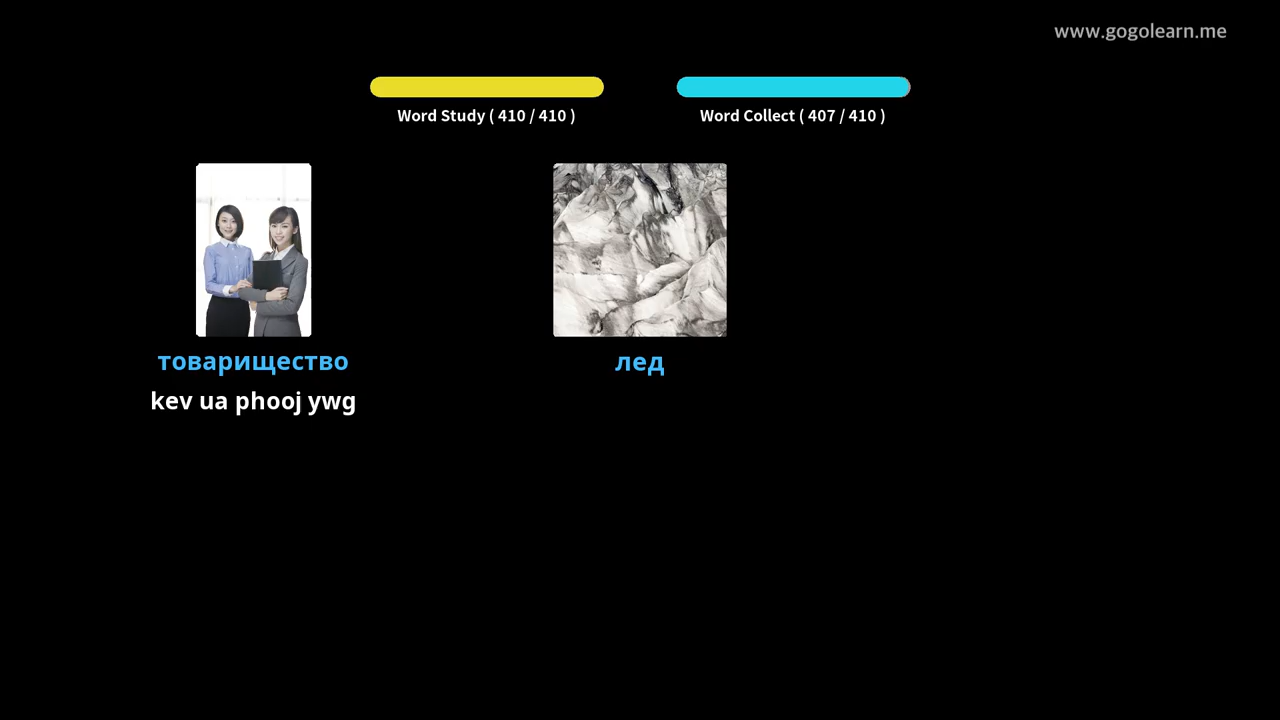 www.gogolearn.me
Word Study ( 410 / 410 )
Word Collect ( 407 / 410 )
товарищество
kev ua phooj ywg
лед